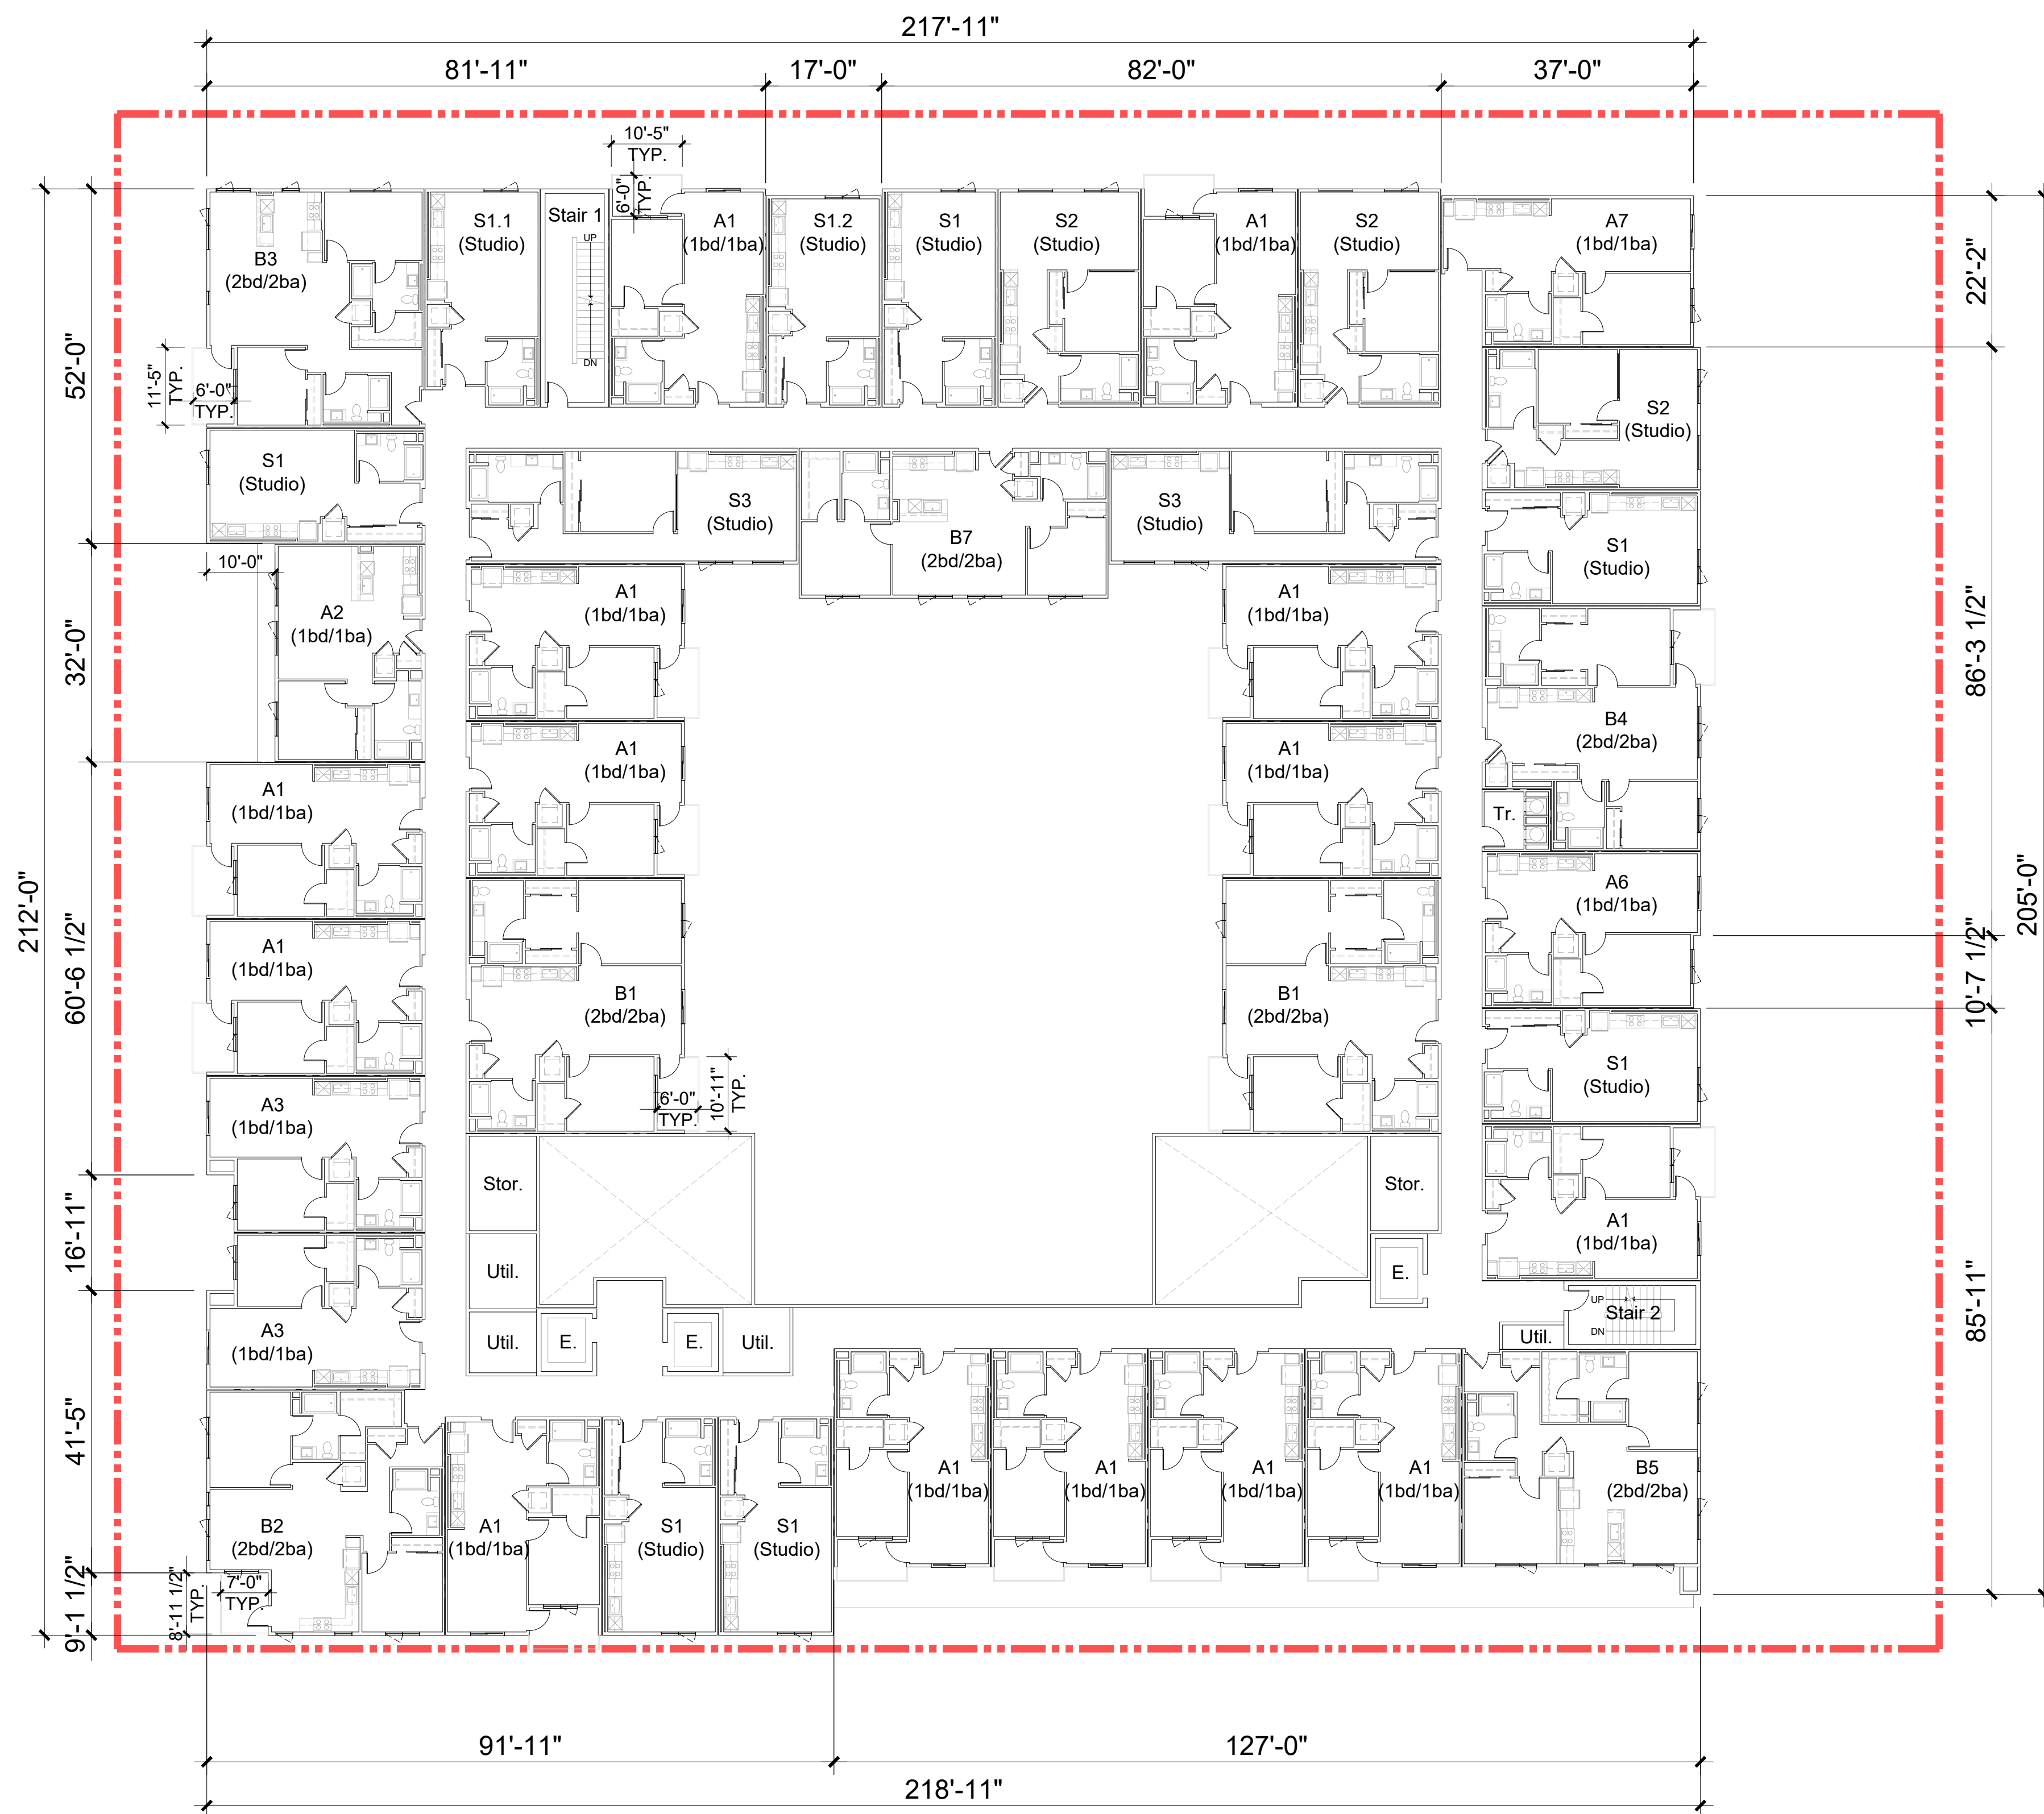 217'-11"
81'-11"
17'-0"
82'-0"
37'-0"
10'-5"
TYP.
6'-0"
TYP.
B3
(2bd/2ba)
S1.1
(Studio)
Stair 1
UP
DN
A1
(1bd/1ba)
S1.2
(Studio)
S1
(Studio)
S2
(Studio)
A1
(1bd/1ba)
S2
(Studio)
A7
(1bd/1ba)
22'-2"
52'-0"
11'-5"
TYP.
6'-0"
TYP.
S2
(Studio)
S1
(Studio)
S3
(Studio)
B7
(2bd/2ba)
S3
(Studio)
S1
(Studio)
10'-0"
A2
(1bd/1ba)
32'-0"
A1
(1bd/1ba)
A1
(1bd/1ba)
86'-3 1/2"
B4
(2bd/2ba)
A1
(1bd/1ba)
A1
(1bd/1ba)
A1
(1bd/1ba)
Tr.
212'-0"
205'-0"
60'-6 1/2"
A1
(1bd/1ba)
A6
(1bd/1ba)
10'-7 1/2"
B1
(2bd/2ba)
B1
(2bd/2ba)
6'-0"
TYP.
10'-11"
TYP.
S1
(Studio)
A3
(1bd/1ba)
Stor.
Stor.
16'-11"
A1
(1bd/1ba)
Util.
E.
85'-11"
A3
(1bd/1ba)
Util.
E.
E.
Util.
UP
Stair 2
DN
Util.
41'-5"
B2
(2bd/2ba)
A1
(1bd/1ba)
S1
(Studio)
S1
(Studio)
A1
(1bd/1ba)
A1
(1bd/1ba)
A1
(1bd/1ba)
A1
(1bd/1ba)
B5
(2bd/2ba)
9'-1 1/2"
8'-11 1/2"
TYP.
7'-0"
TYP.
91'-11"
127'-0"
218'-11"